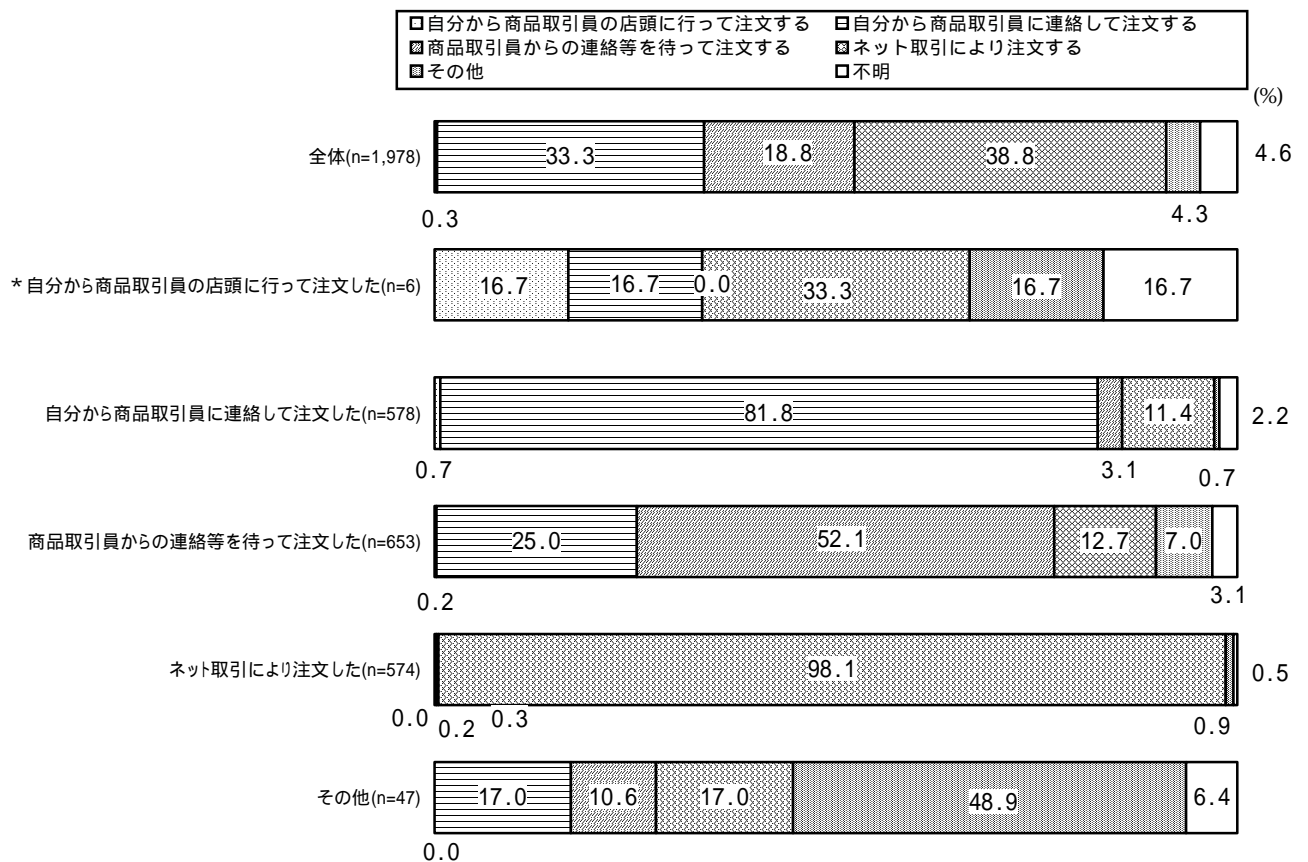 自分から商品取引員の店頭に行って注文する 自分から商品取引員に連絡して注文する
商品取引員からの連絡等を待って注文する ネット取引により注文する
その他 不明
(%)
全体(n=1,978) 33.3 18.8 38.8 4.6
0.3 4.3
*自分から商品取引員の店頭に行って注文した(n=6) 16.7 16.7 0.0 33.3 16.7 16.7
自分から商品取引員に連絡して注文した(n=578) 81.8 11.4 2.2
0.7 3.1 0.7
商品取引員からの連絡等を待って注文した(n=653) 25.0 52.1 12.7 7.0
0.2 3.1
ネット取引により注文した(n=574) 98.1 0.5
0.0 0.2 0.3 0.9
その他(n=47) 17.0 10.6 17.0 48.9 6.4
0.0